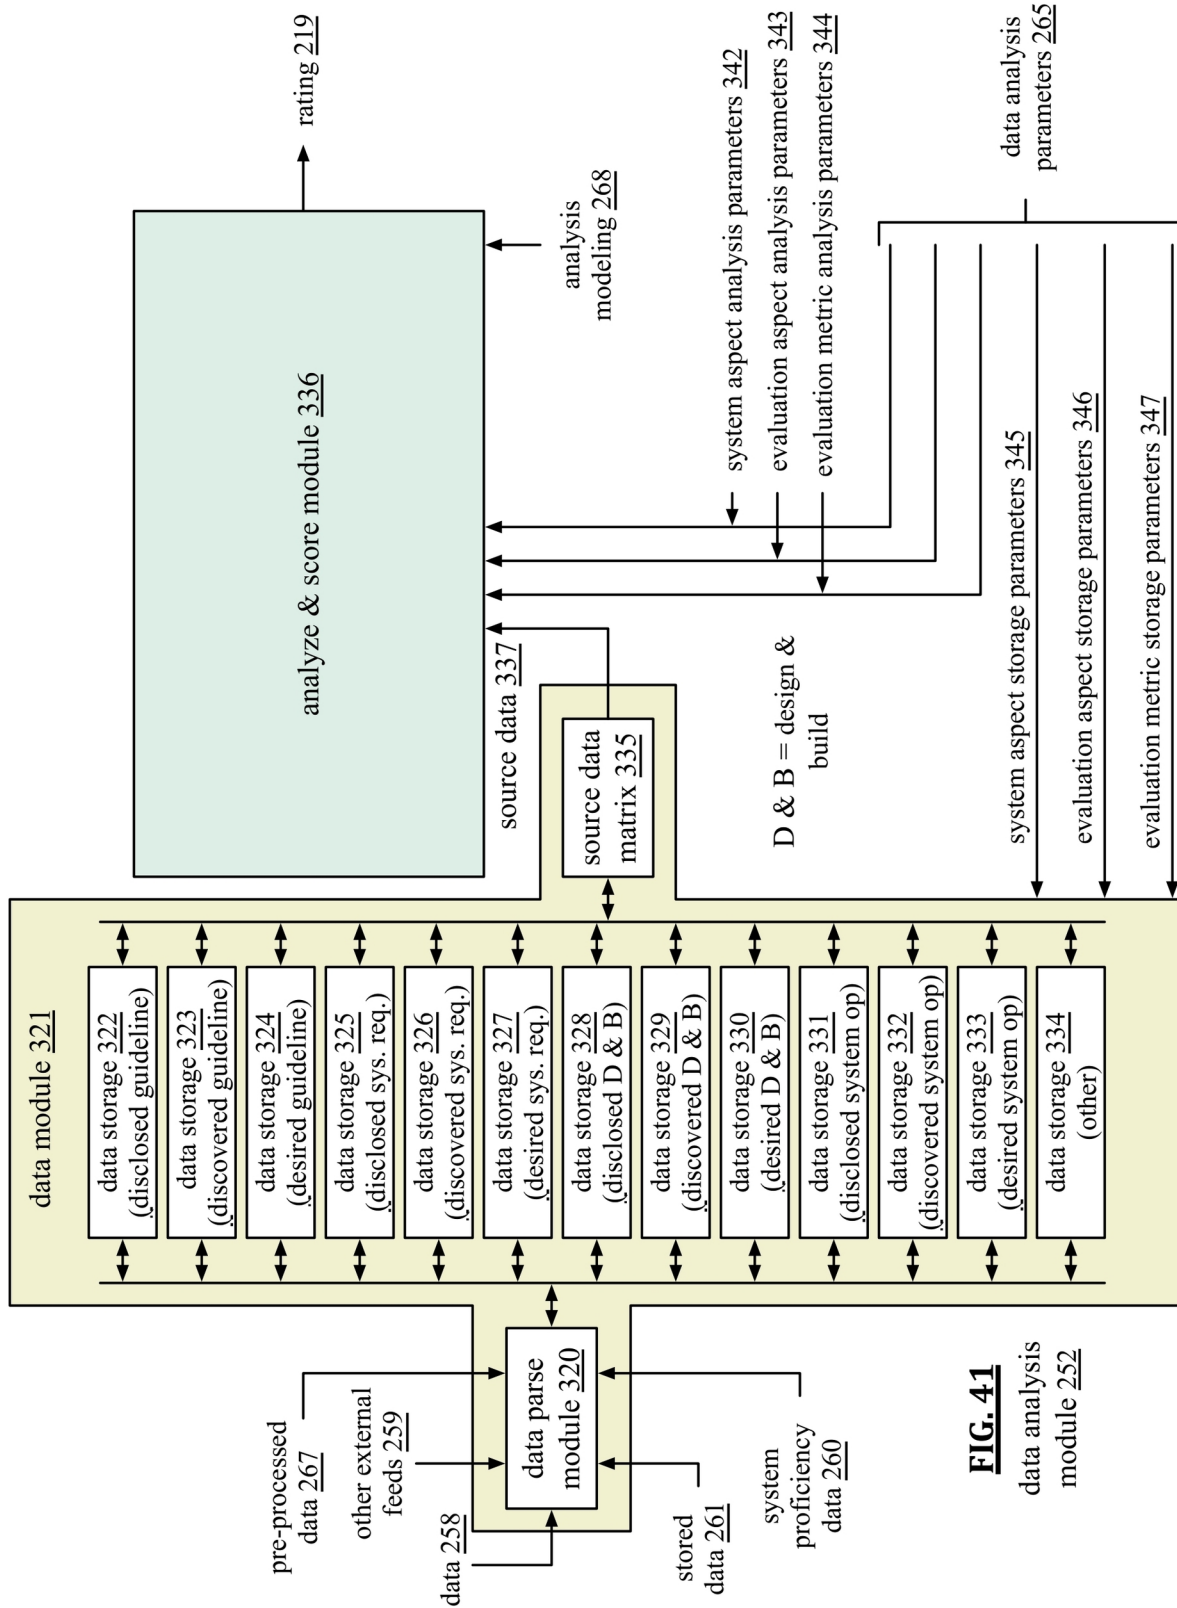 data module 321
data storage 322
(disclosed guideline)
data storage 323
(discovered guideline)
data storage 324
(desired guideline)
data storage 325
(disclosed sys. req.)
data storage 326
(discovered sys. req.)
data storage 327
(desired sys. req.)
data storage 328
(disclosed D & B)
data storage 329
(discovered D & B)
data storage 330
(desired D & B)
data storage 331
(disclosed system op)
data storage 332
(discovered system op)
data storage 333
(desired system op)
data storage 334
(other)
pre-processed
data 267
other external
feeds 259
data 258
data parse
module 320
stored
data 261
system
proficiency
data 260
FIG. 41
data analysis
module 252
analyze & score module 336
rating 219
analysis
modeling 268
source data 337
source data
matrix 335
D & B = design &
build
system aspect analysis parameters 342
evaluation aspect analysis parameters 343
evaluation metric analysis parameters 344
data analysis
parameters 265
system aspect storage parameters 345
evaluation aspect storage parameters 346
evaluation metric storage parameters 347